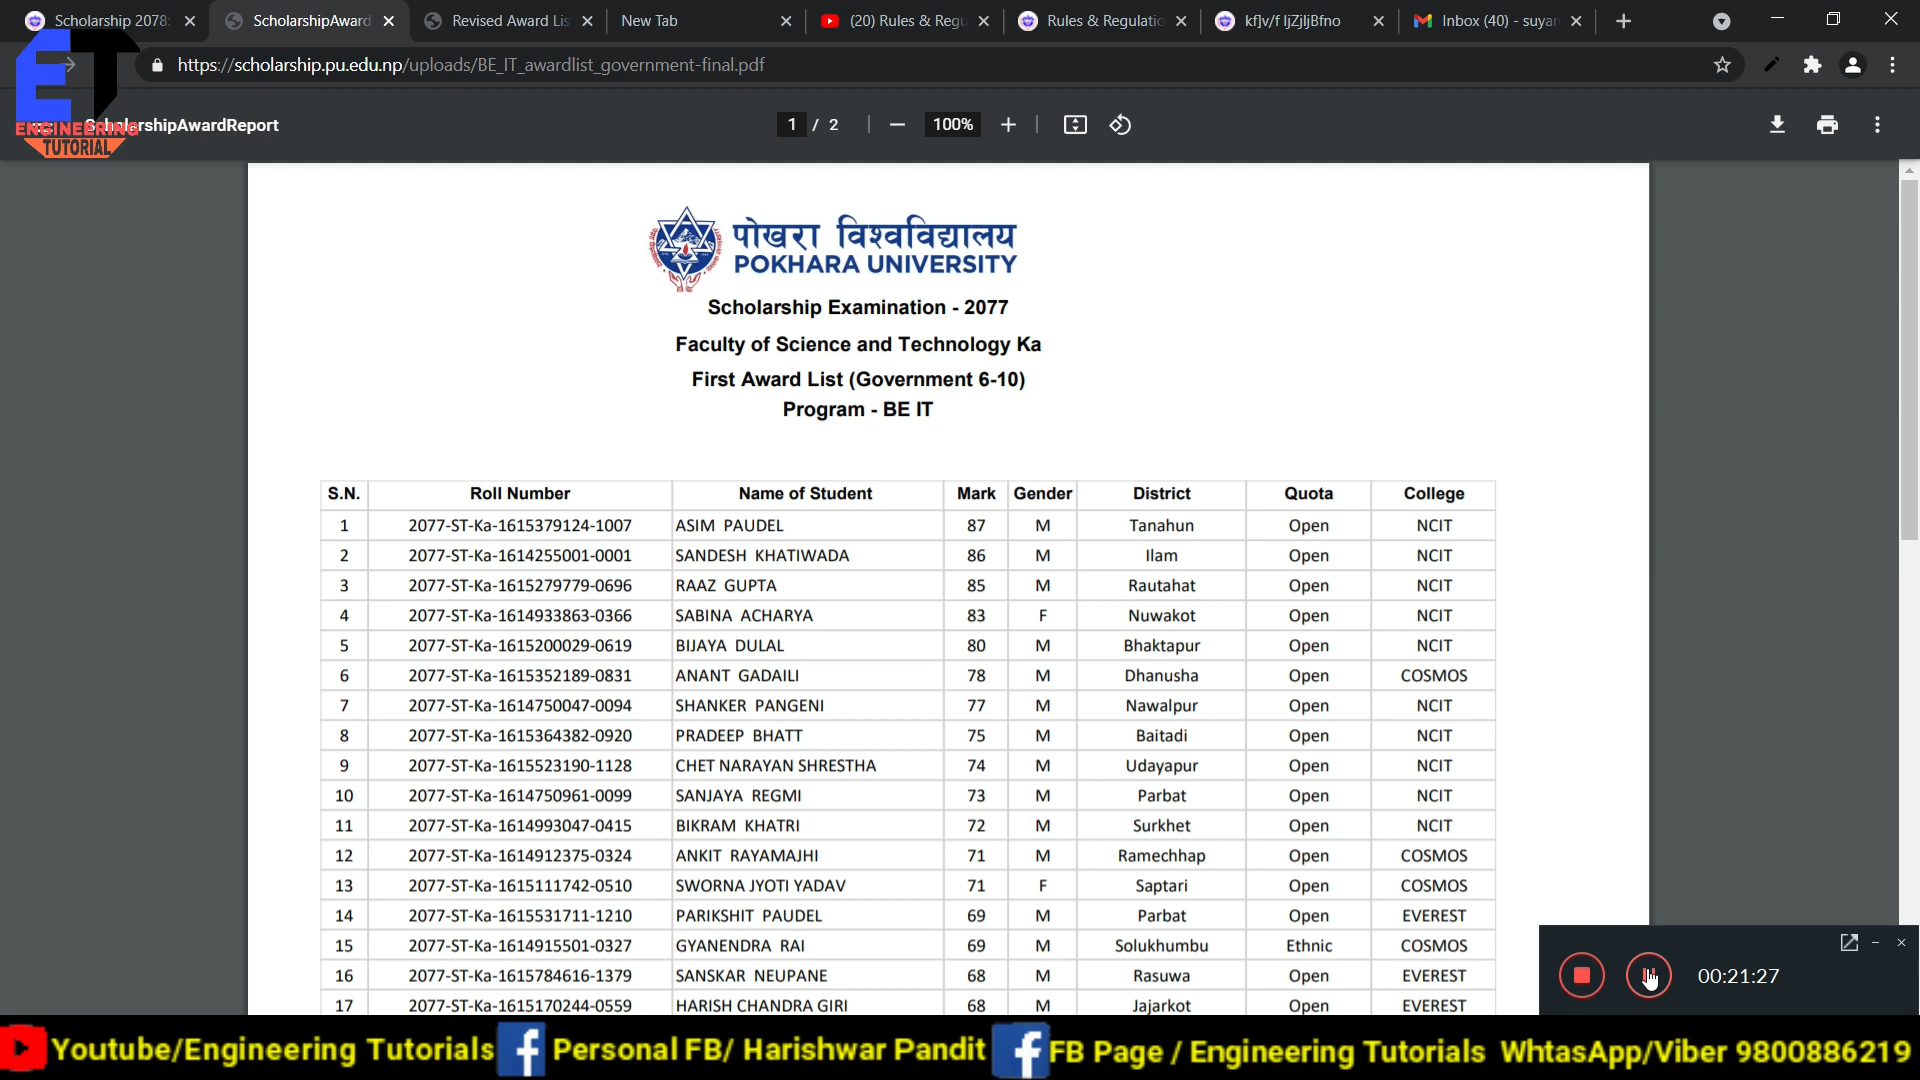 Scholarship 2078:
ScholarshipAward
Revised Award Lis
New Tab
(20) Rules & Regu
Rules & Regulatio
kf]v/f ljZjljBfno
Inbox (40) - suyan
https://scholarship.pu.edu.np/uploads/BE_IT_awardlist_government-final.pdf
ET
ENGINEERING
TUTORIAL
ScholarshipAwardReport
1 / 2
100%
पोखरा विश्वविद्यालय
POKHARA UNIVERSITY
Scholarship Examination - 2077
Faculty of Science and Technology Ka
First Award List (Government 6-10)
Program - BE IT
S.N. Roll Number Name of Student Mark Gender District Quota College
1 2077-ST-Ka-1615379124-1007 ASIM PAUDEL 87 M Tanahun Open NCIT
2 2077-ST-Ka-1614255001-0001 SANDESH KHATIWADA 86 M Ilam Open NCIT
3 2077-ST-Ka-1615279779-0696 RAAZ GUPTA 85 M Rautahat Open NCIT
4 2077-ST-Ka-1614933863-0366 SABINA ACHARYA 83 F Nuwakot Open NCIT
5 2077-ST-Ka-1615200029-0619 BIJAYA DULAL 80 M Bhaktapur Open NCIT
6 2077-ST-Ka-1615352189-0831 ANANT GADAILI 78 M Dhanusha Open COSMOS
7 2077-ST-Ka-1614750047-0094 SHANKER PANGENI 77 M Nawalpur Open NCIT
8 2077-ST-Ka-1615364382-0920 PRADEEP BHATT 75 M Baitadi Open NCIT
9 2077-ST-Ka-1615523190-1128 CHET NARAYAN SHRESTHA 74 M Udayapur Open NCIT
10 2077-ST-Ka-1614750961-0099 SANJAYA REGMI 73 M Parbat Open NCIT
11 2077-ST-Ka-1614993047-0415 BIKRAM KHATRI 72 M Surkhet Open NCIT
12 2077-ST-Ka-1614912375-0324 ANKIT RAYAMAJHI 71 M Ramechhap Open COSMOS
13 2077-ST-Ka-1615111742-0510 SWORNA JYOTI YADAV 71 F Saptari Open COSMOS
14 2077-ST-Ka-1615531711-1210 PARIKSHIT PAUDEL 69 M Parbat Open EVEREST
15 2077-ST-Ka-1614915501-0327 GYANENDRA RAI 69 M Solukhumbu Ethnic COSMOS
16 2077-ST-Ka-1615784616-1379 SANSKAR NEUPANE 68 M Rasuwa Open EVEREST
17 2077-ST-Ka-1615170244-0559 HARISH CHANDRA GIRI 68 M Jajarkot Open EVEREST
00:21:27
Youtube/Engineering Tutorials Personal FB/ Harishwar Pandit FB Page / Engineering Tutorials WhtasApp/Viber 9800886219